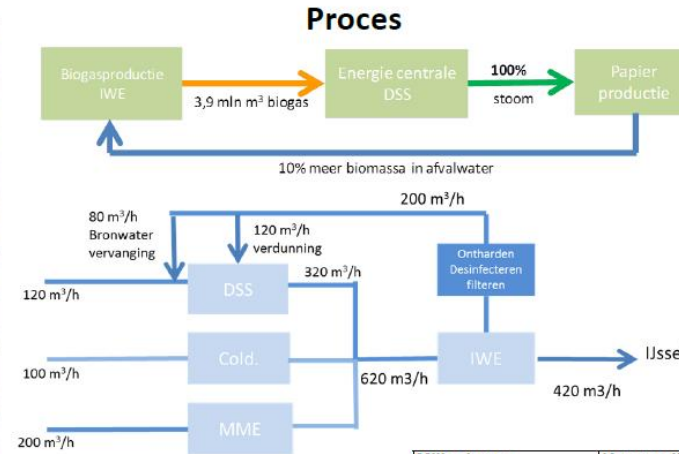 Proces
Biogasproductie
IWE
3,9 mln m³ biogas
Energie centrale
DSS
100%
stoom
Papier
productie
10% meer biomassa in afvalwater
200 m³/h
80 m³/h
Bronwater
vervanging
120 m³/h
verdunning
Ontharden
Desinfecteren
filteren
120 m³/h
DSS
320 m³/h
100 m³/h
Cold.
620 m3/h
IWE
420 m3/h
IJsse
200 m³/h
MME